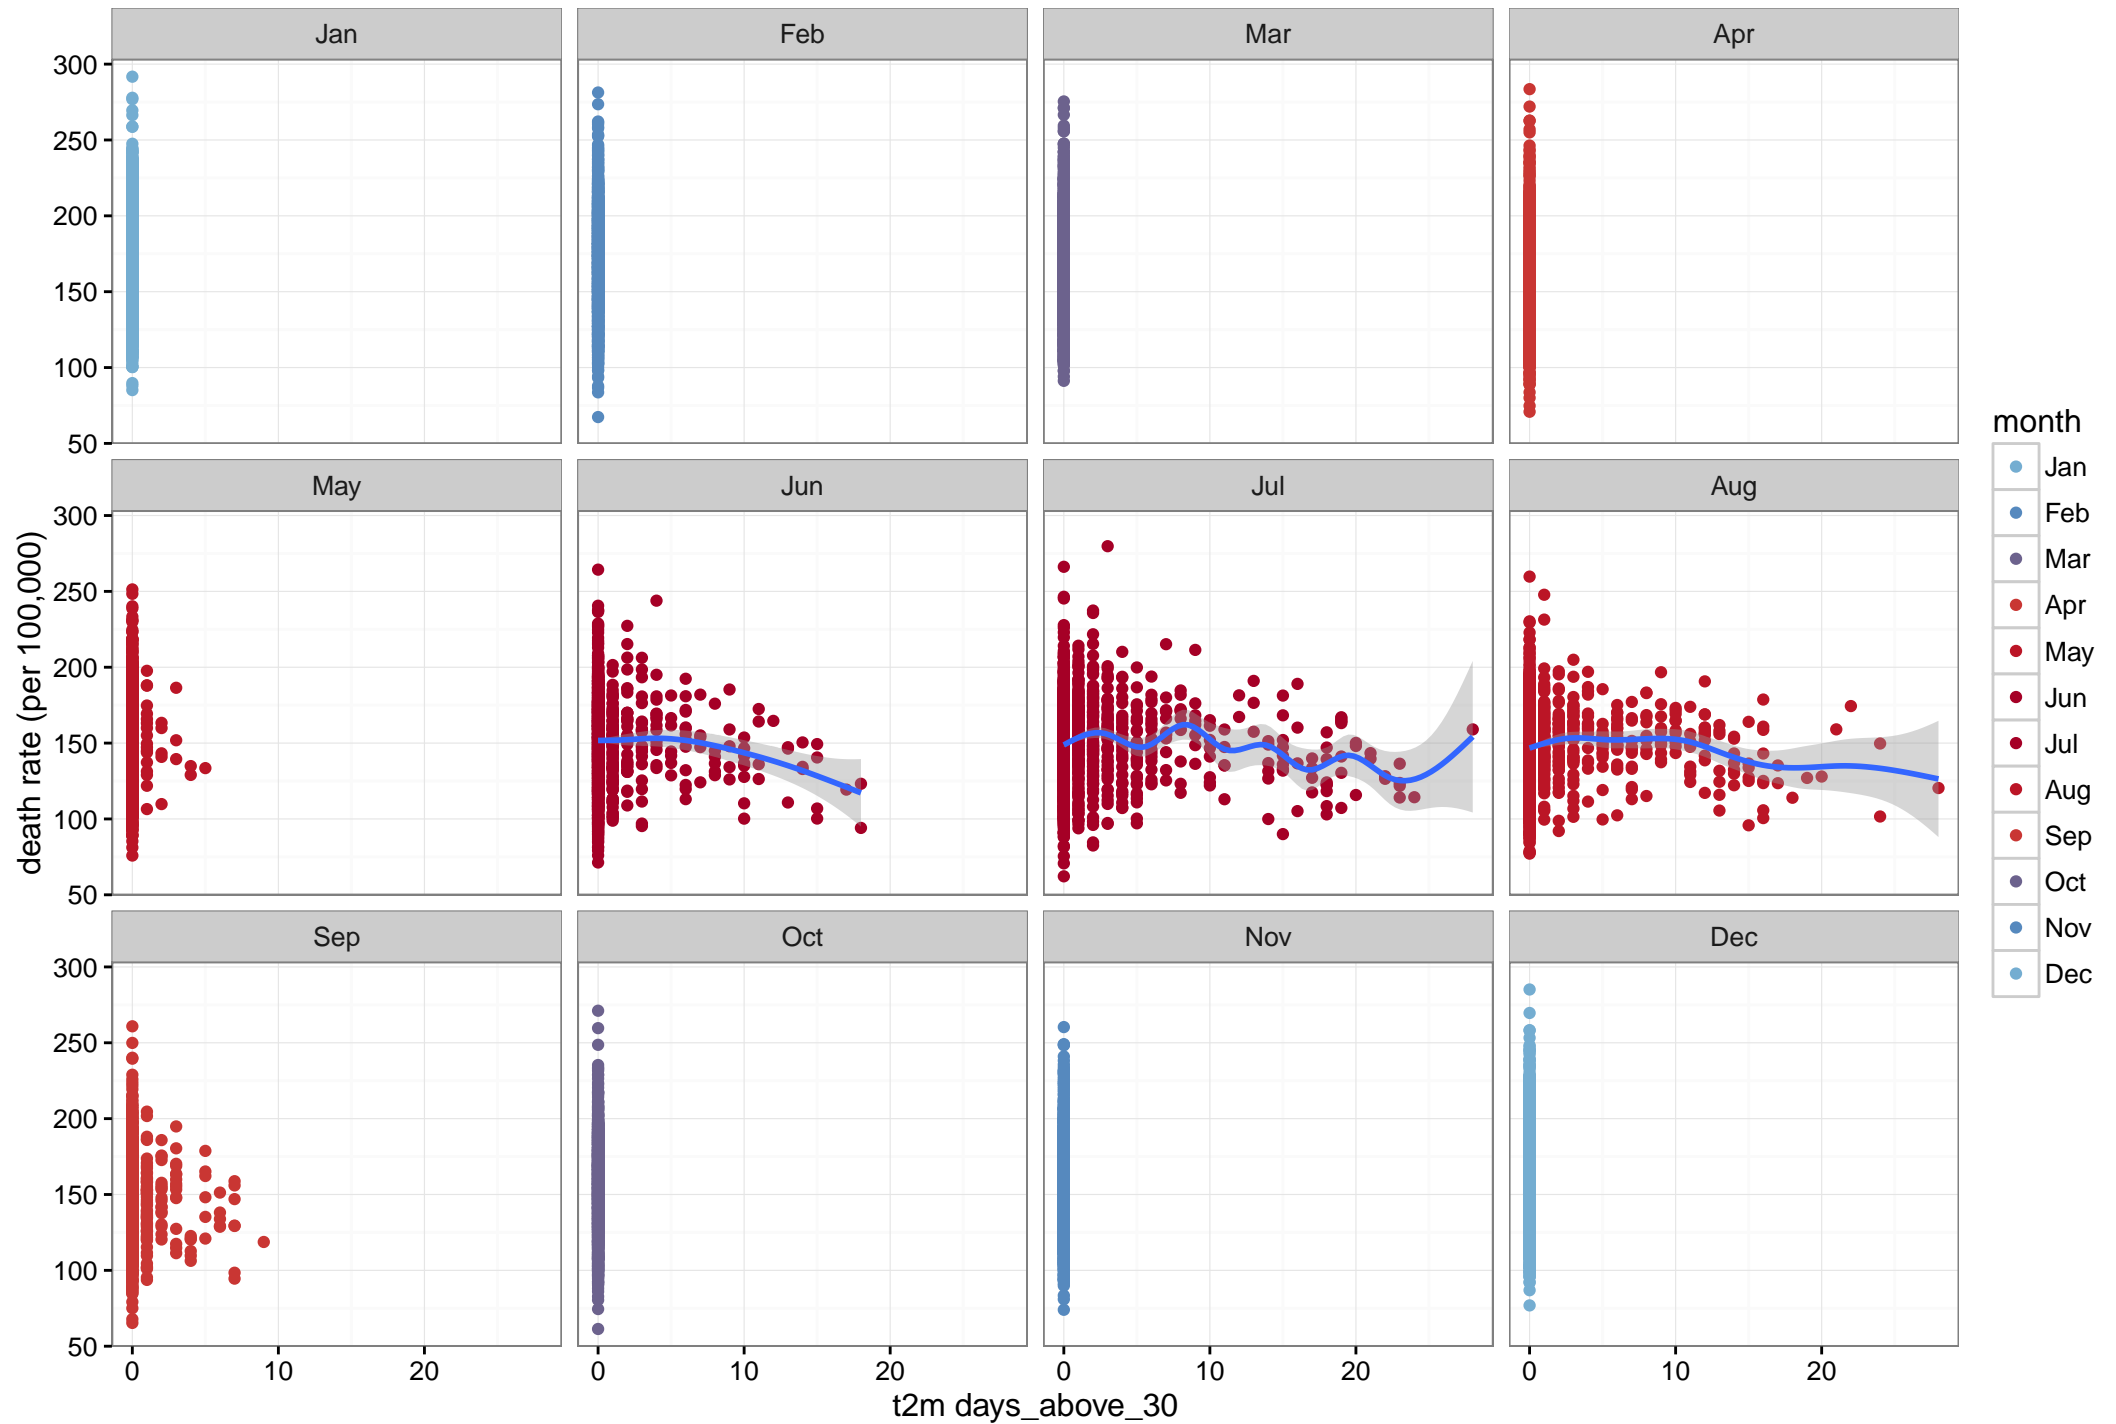 Jan Feb Mar Apr
300
250
200
150
100
50
May Jun Jul Aug
300
250
200
150
100
50
death rate (per 100,000)
Sep Oct Nov Dec
300
250
200
150
100
50
0 10 20 0 10 20 0 10 20 0 10 20
t2m days_above_30
month
Jan
Feb
Mar
Apr
May
Jun
Jul
Aug
Sep
Oct
Nov
Dec